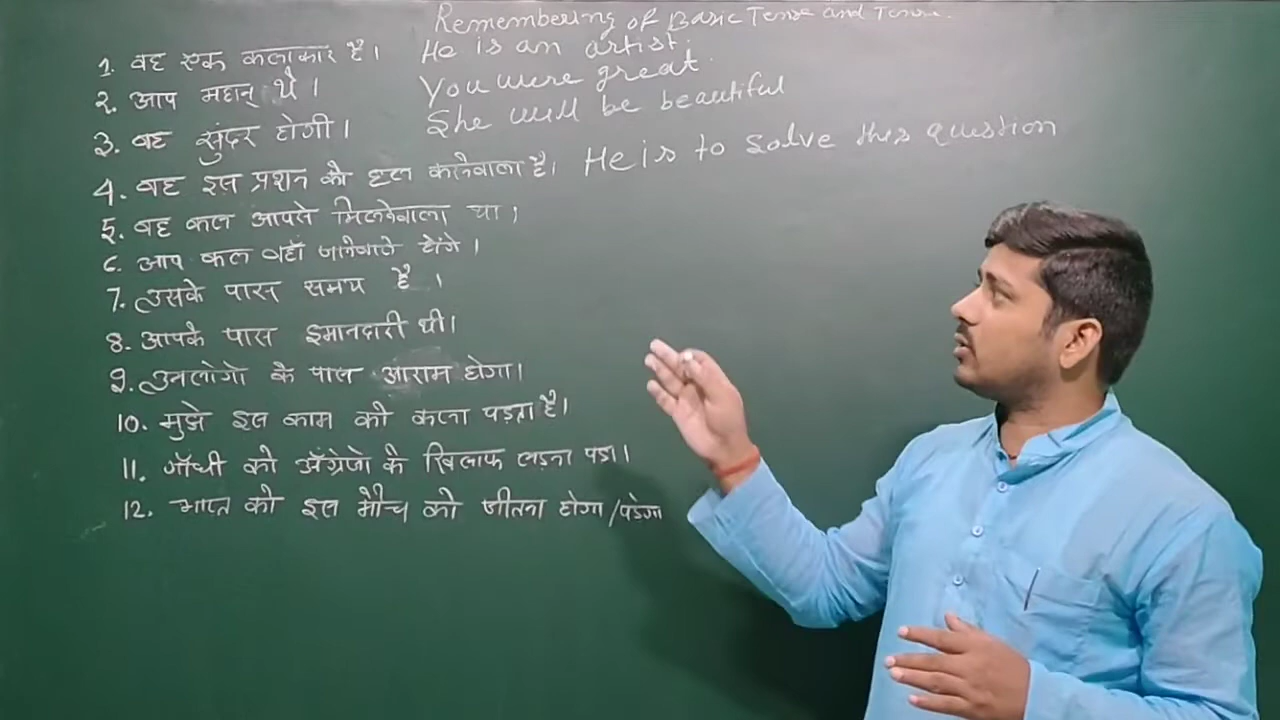 Remembering of Basic Tense and Tense.
1. वह एक कलाकार है। He is an artist.
2. आप महान् थे। You were great.
3. वह सुंदर होगी। She will be beautiful
4. वह इस प्रशन को हल करनेवाला है। He is to solve this question
5. वह कल आपसे मिलनेवाला था।
6. आप कल वहाँ जानेवाले होंगे।
7. उसके पास समय है।
8. आपके पास इमानदारी थी।
9. उनलोगो के पास आराम होगा।
10. मुझे इस काम को करना पड़ता है।
11. गाँधी को अँग्रेजो के खिलाफ लड़ना पड़ा।
12. भारत को इस मैच को जीतना होगा/पड़ेगा